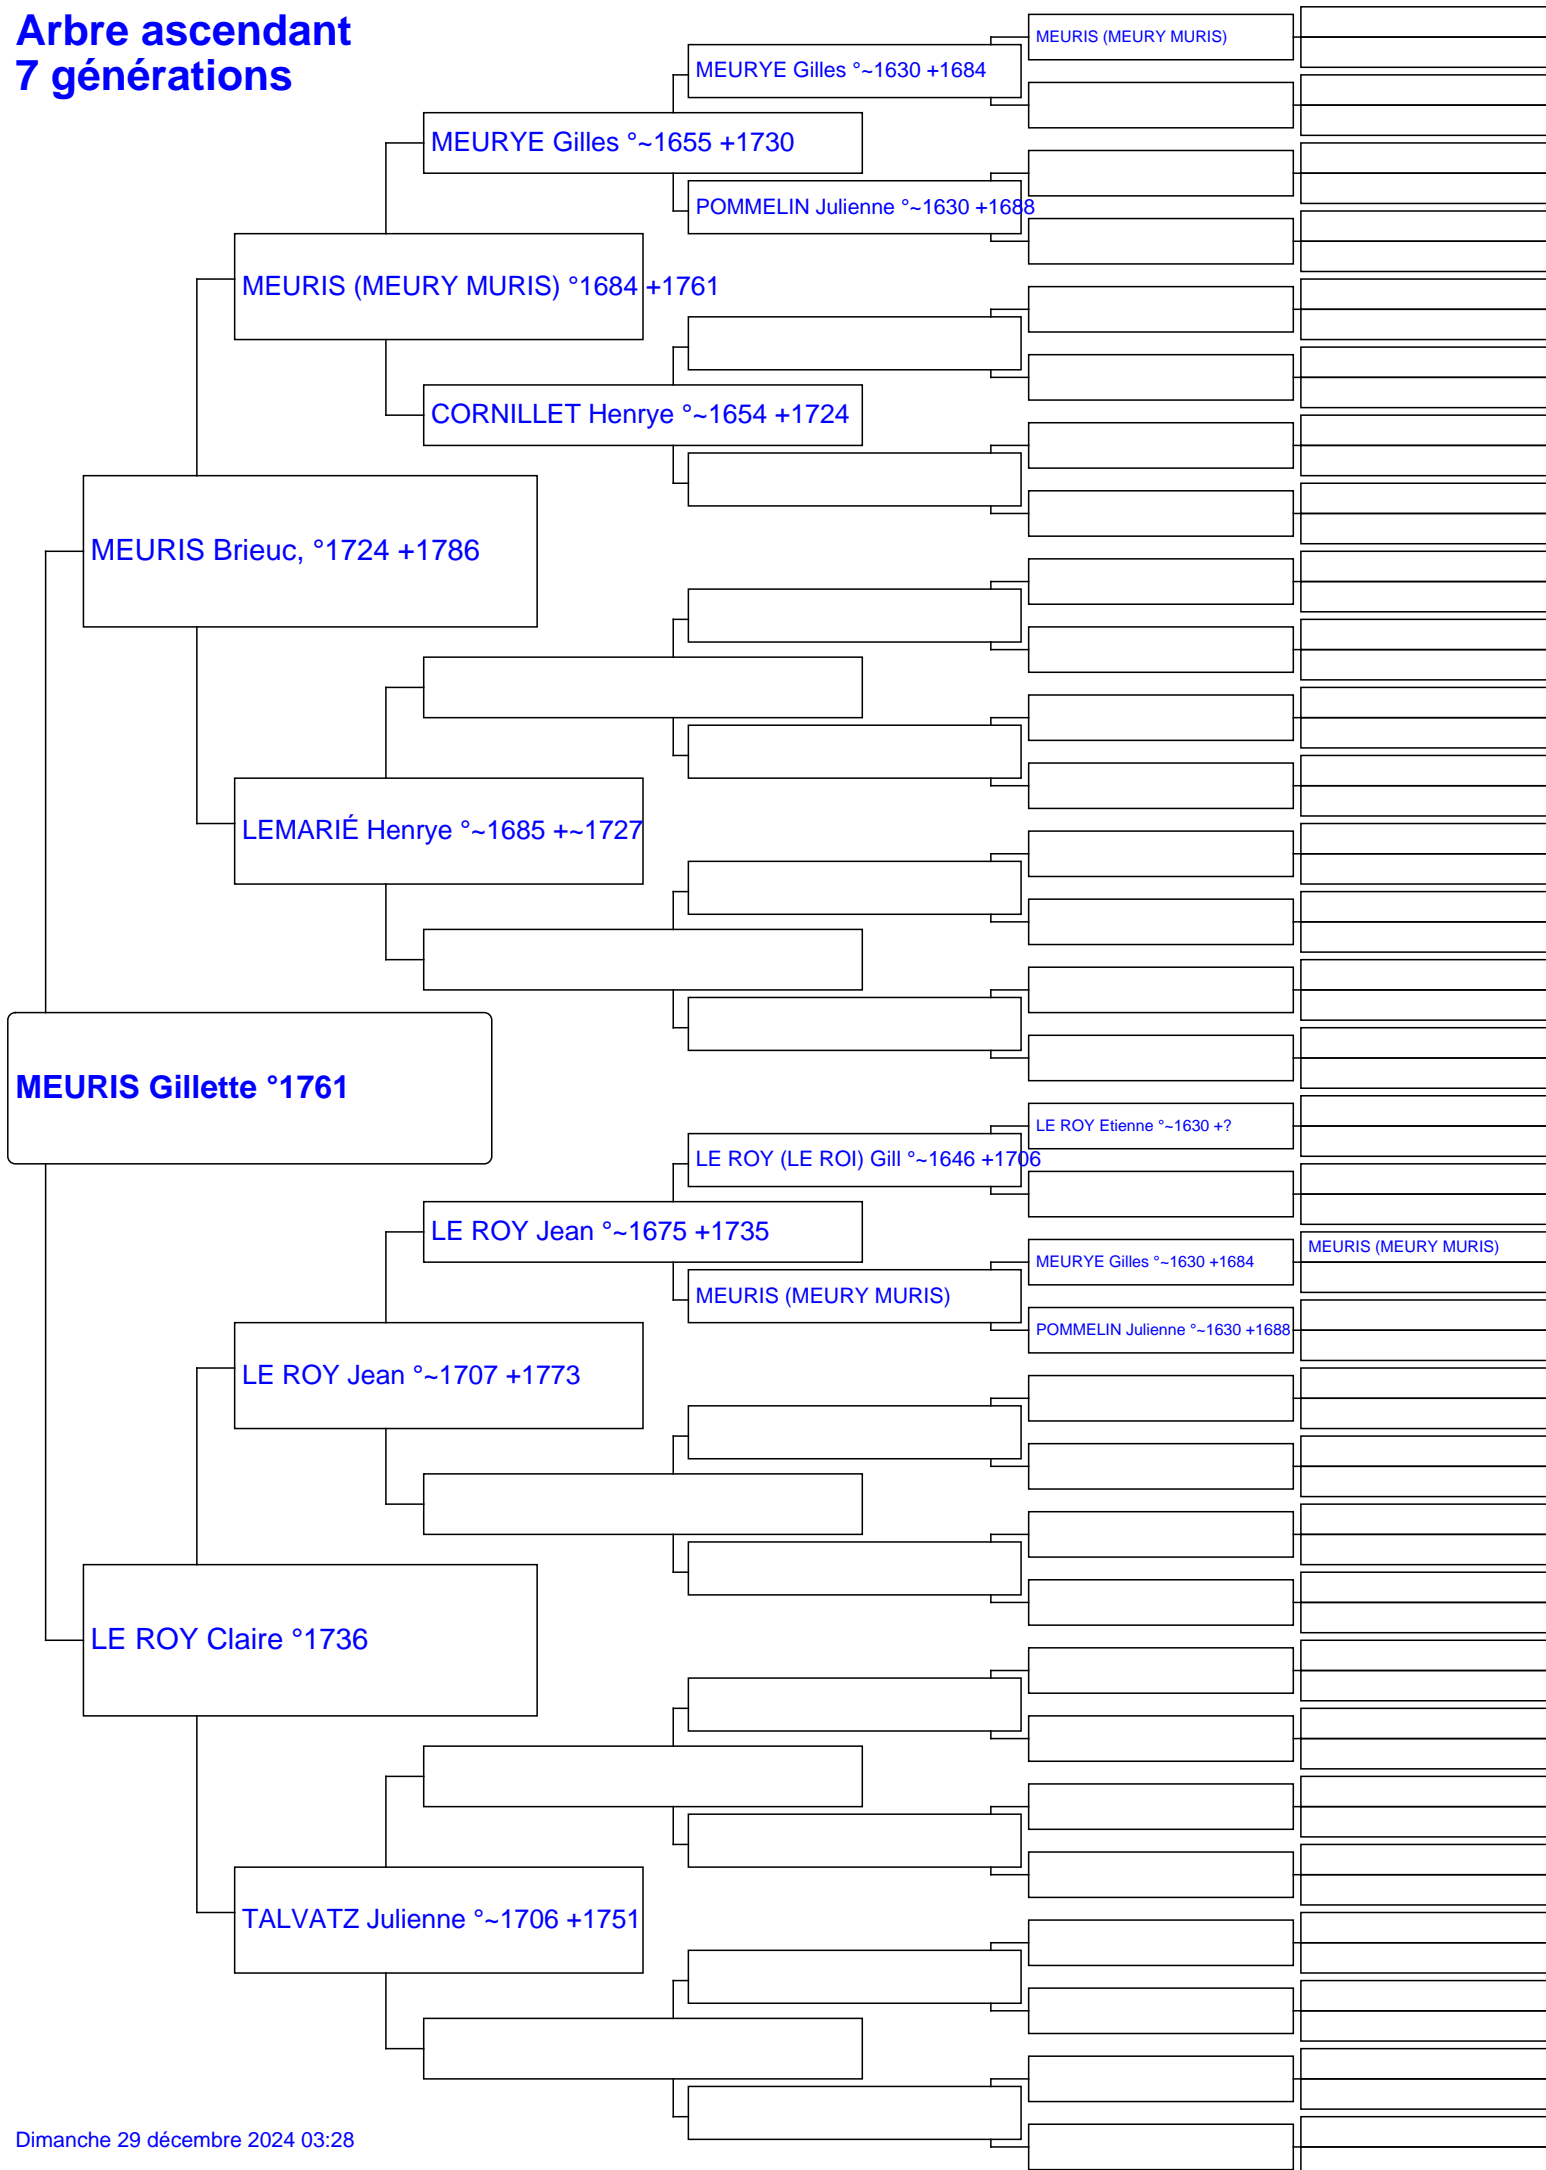 Arbre ascendant
7 générations
MEURIS (MEURY MURIS)
MEURYE Gilles °~1630 +1684
MEURYE Gilles °~1655 +1730
POMMELIN Julienne °~1630 +1688
MEURIS (MEURY MURIS) °1684 +1761
CORNILLET Henrye °~1654 +1724
MEURIS Brieuc, °1724 +1786
LEMARIÉ Henrye °~1685 +~1727
MEURIS Gillette °1761
LE ROY Etienne °~1630 +?
LE ROY (LE ROI) Gill °~1646 +1706
LE ROY Jean °~1675 +1735
MEURIS (MEURY MURIS)
MEURYE Gilles °~1630 +1684
MEURIS (MEURY MURIS)
POMMELIN Julienne °~1630 +1688
LE ROY Jean °~1707 +1773
LE ROY Claire °1736
TALVATZ Julienne °~1706 +1751
Dimanche 29 décembre 2024 03:28